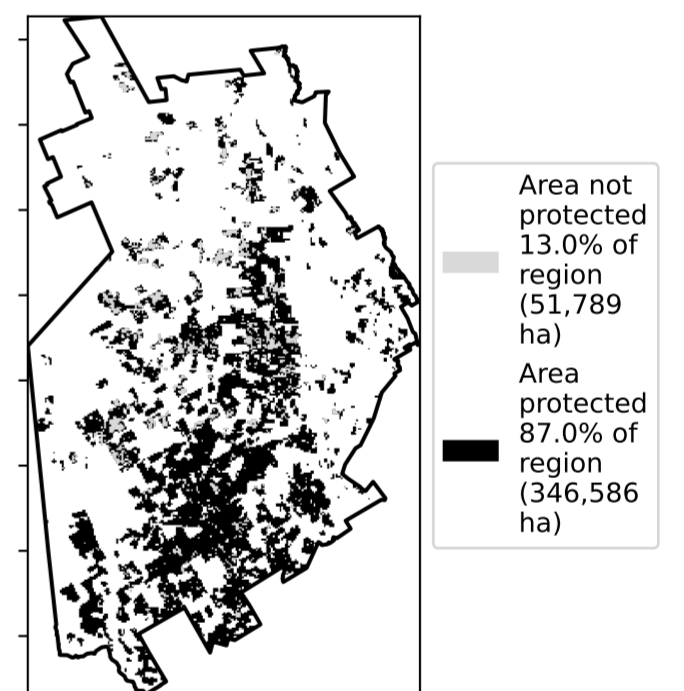 Area not
protected
13.0% of
region
(51,789
ha)
Area
protected
87.0% of
region
(346,586
ha)